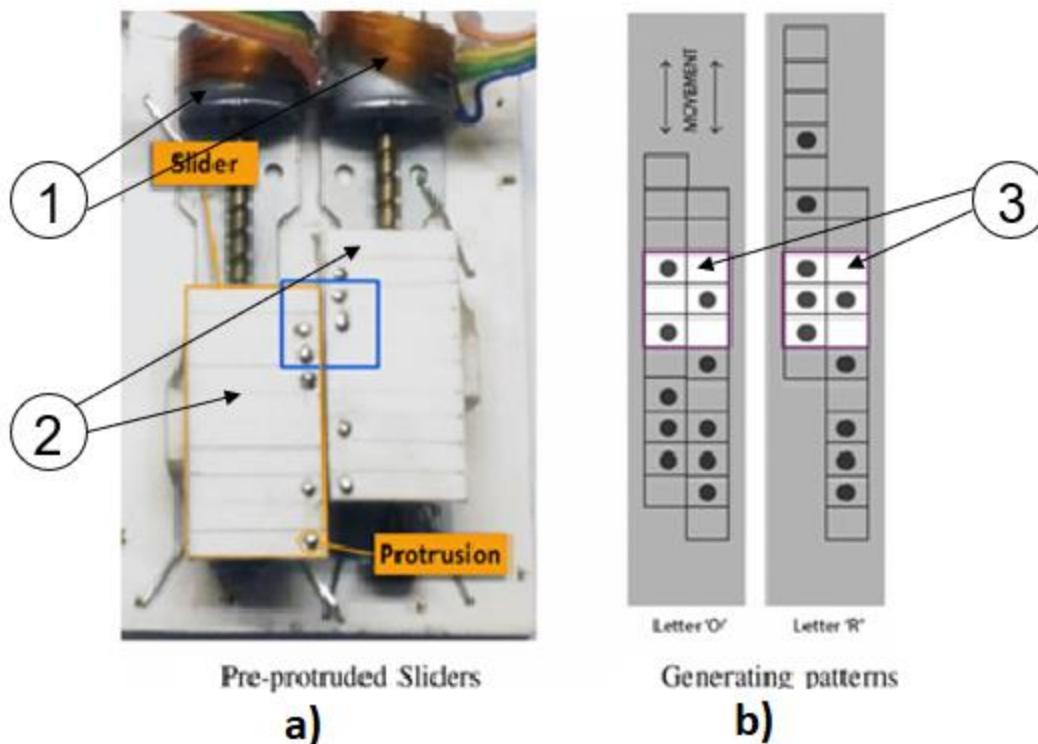 1
Slider
2
Protrusion
MOVEMENT
3
Letter 'O'
Letter 'R'
Pre-protruded Sliders
Generating patterns
a)
b)